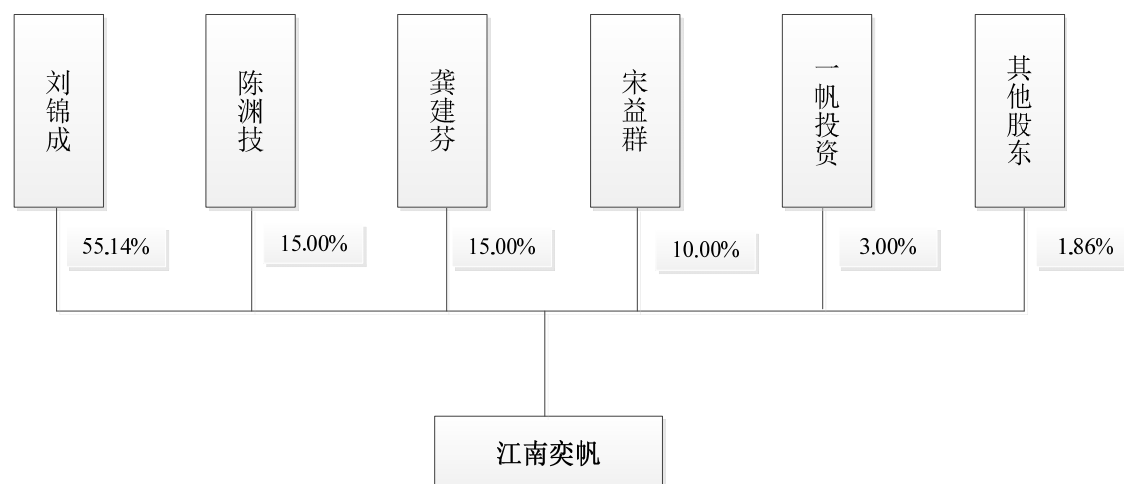 刘锦成
陈渊技
龚建芬
宋益群
一帆投资
其他股东
55.14%
15.00%
15.00%
10.00%
3.00%
1.86%
江南奕帆